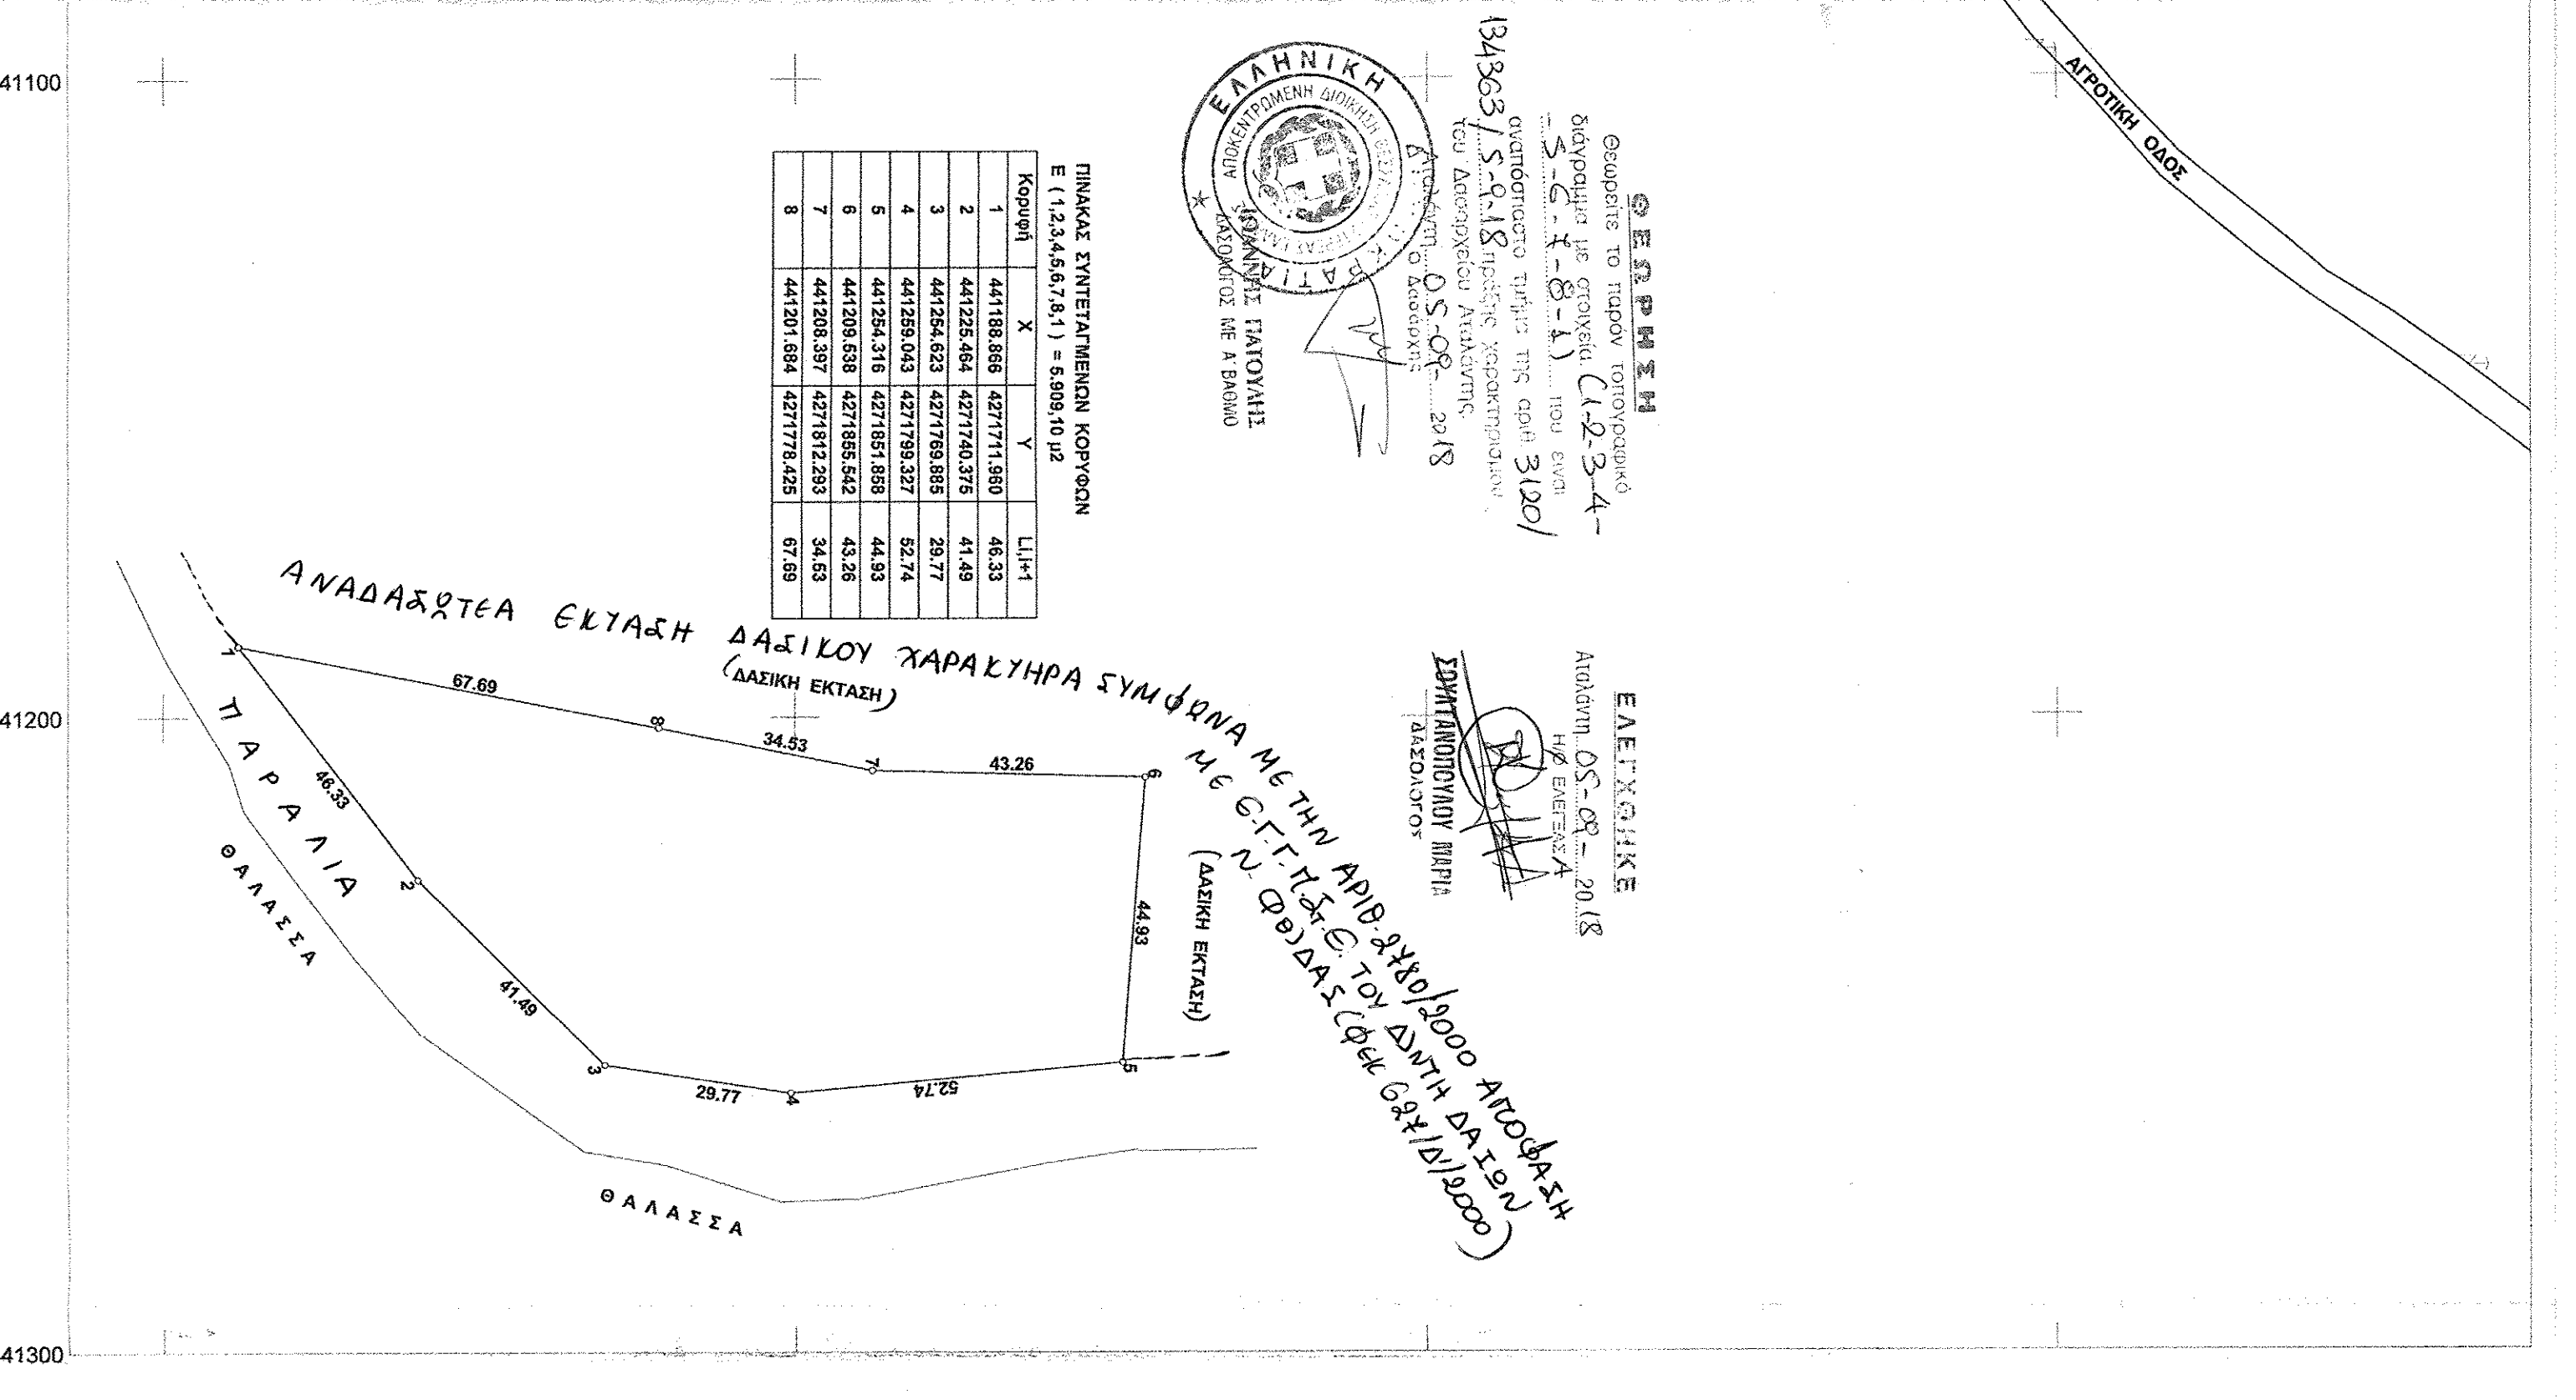 41100
41200
41300
ΑΓΡΟΤΙΚΗ ΟΔΟΣ
ΘΕΩΡΗΣΗ
Θεωρείτε το παρόν τοπογραφικό
διάγραμμα με στοιχεία (1-2-3-4-
-5-6-7-8-1) που είναι
αναπόσπαστο τμήμα της αριθ. 3120/
134363/5-9-18 πράξης χαρακτηρισμού
του Δασαρχείου Αταλάντης.
Αταλάντη 05-09- 2018
ο Δασάρχης
ΕΛΛΗΝΙΚΗ
ΑΠΟΚΕΝΤΡΩΜΕΝΗ ΔΙΟΙΚΗΣΗ
ΙΩΑΝΝΗΣ ΠΑΤΟΥΛΗΣ
ΔΑΣΟΛΟΓΟΣ ΜΕ Α΄ΒΑΘΜΟ
ΠΙΝΑΚΑΣ ΣΥΝΤΕΤΑΓΜΕΝΩΝ ΚΟΡΥΦΩΝ
Ε ( 1,2,3,4,5,6,7,8,1 ) = 5.909,10 μ2
Κορυφή X Y Li,i+1
1 441188.866 4271711.960 46.33
2 441225.464 4271740.375 41.49
3 441254.623 4271769.885 29.77
4 441259.043 4271799.327 52.74
5 441254.316 4271851.858 44.93
6 441209.538 4271855.542 43.26
7 441208.397 4271812.293 34.53
8 441201.684 4271778.425 67.69
ΕΛΕΓΧΘΗΚΕ
Αταλάντη 05-09- 2018
Η/Ο ΕΛΕΓΞΑΣΑ
ΣΟΥΛΤΑΝΟΠΟΥΛΟΥ ΜΑΡΙΑ
ΔΑΣΟΛΟΓΟΣ
ΑΝΑΔΑΣΩΤΕΑ ΕΚΤΑΣΗ ΔΑΣΙΚΟΥ ΧΑΡΑΚΤΗΡΑ ΣΥΜΦΩΝΑ ΜΕ ΤΗΝ ΑΡΙΘ. 2780/2000 ΑΠΟΦΑΣΗ
ΜΕ Ε.Γ.Γ.Π.Στ.Ε. ΤΟΥ Δ/ΝΤΗ ΔΑΣΩΝ
Ν. ΦΘ/ΔΑΣ (ΦΕΚ 627/Δ'/2000)
(ΔΑΣΙΚΗ ΕΚΤΑΣΗ)
(ΔΑΣΙΚΗ ΕΚΤΑΣΗ)
1
67.69
8
34.53
7
43.26
6
44.93
5
52.74
4
29.77
3
41.49
2
46.33
ΠΑΡΑΛΙΑ
ΘΑΛΑΣΣΑ
ΘΑΛΑΣΣΑ